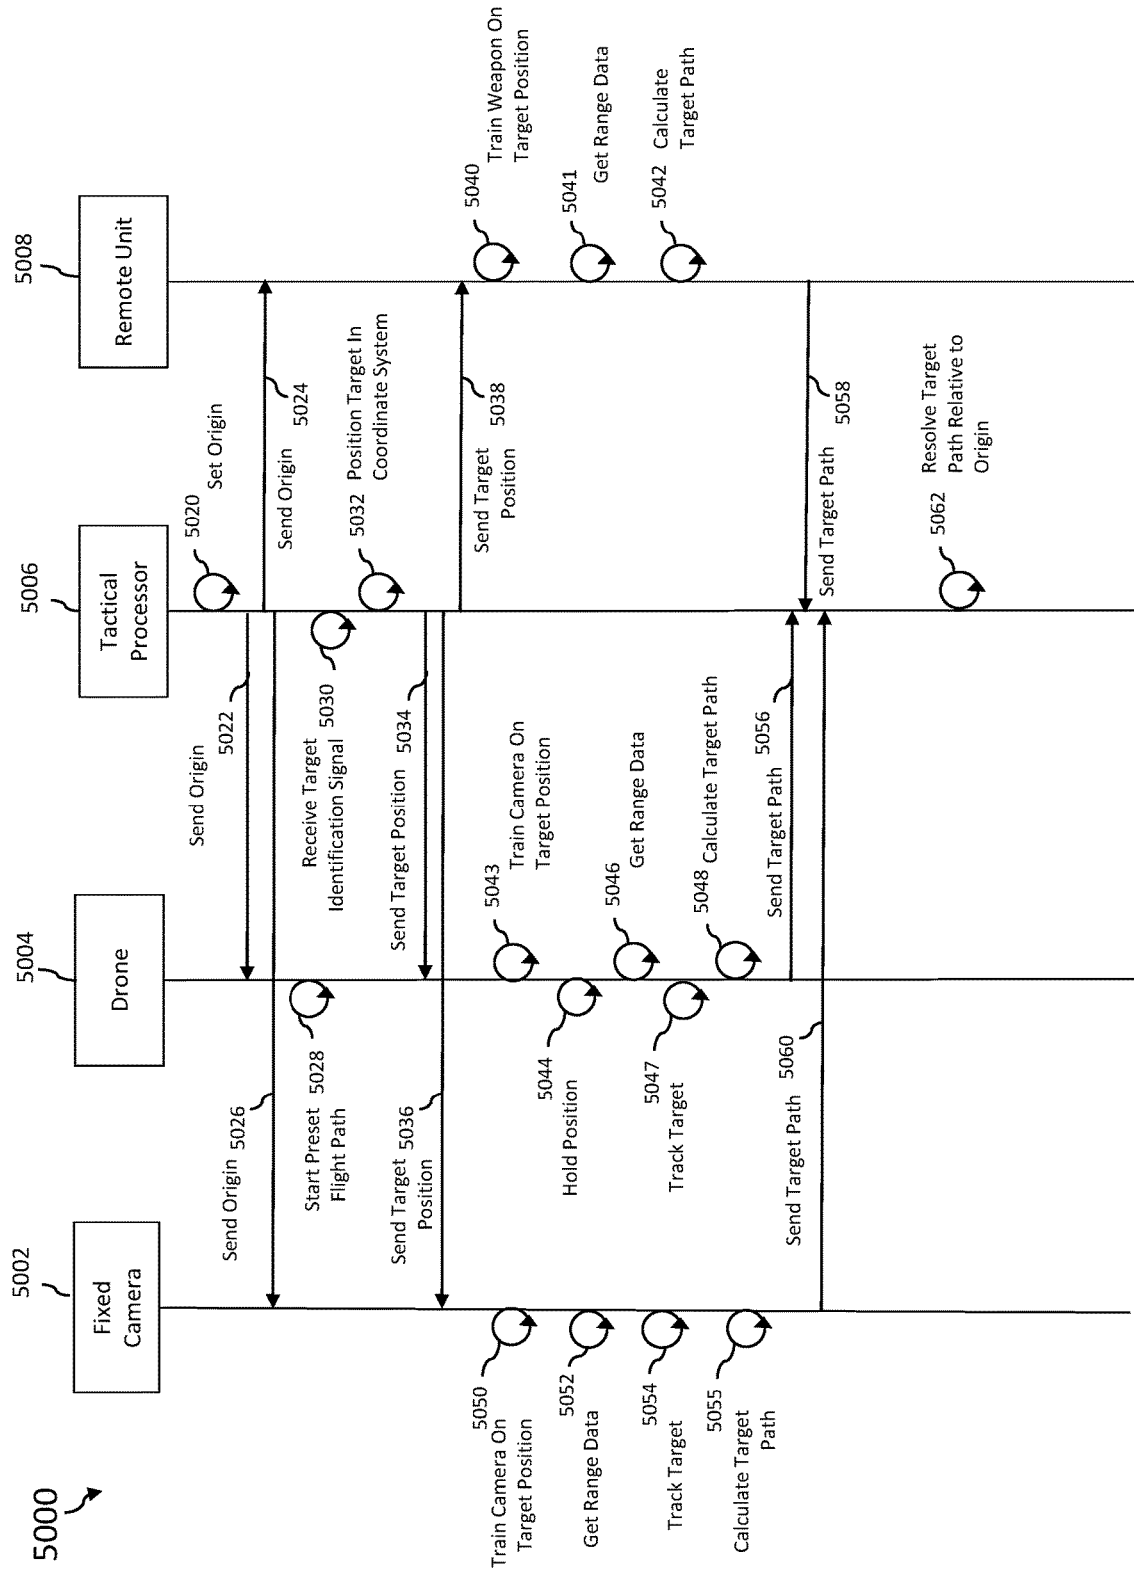 5000
5002
Fixed
Camera
5004
Drone
5006
Tactical
Processor
5008
Remote Unit
5020
Set Origin
Send Origin
5022
Send Origin
5024
Send Origin
5026
Start Preset
Flight Path
5028
Receive Target
Identification Signal
5030
5032
Position Target In
Coordinate System
Send Target Position
5034
Send Target
Position
5036
Send Target
Position
5038
5040
Train Weapon On
Target Position
5041
Get Range Data
5042
Calculate
Target Path
5043
Train Camera On
Target Position
5044
Hold Position
5046
Get Range Data
5047
Track Target
5048
Calculate Target Path
5050
Train Camera On
Target Position
5052
Get Range Data
5054
Track Target
5055
Calculate Target
Path
Send Target Path
5056
Send Target Path
5058
Send Target Path
5060
5062
Resolve Target
Path Relative to
Origin